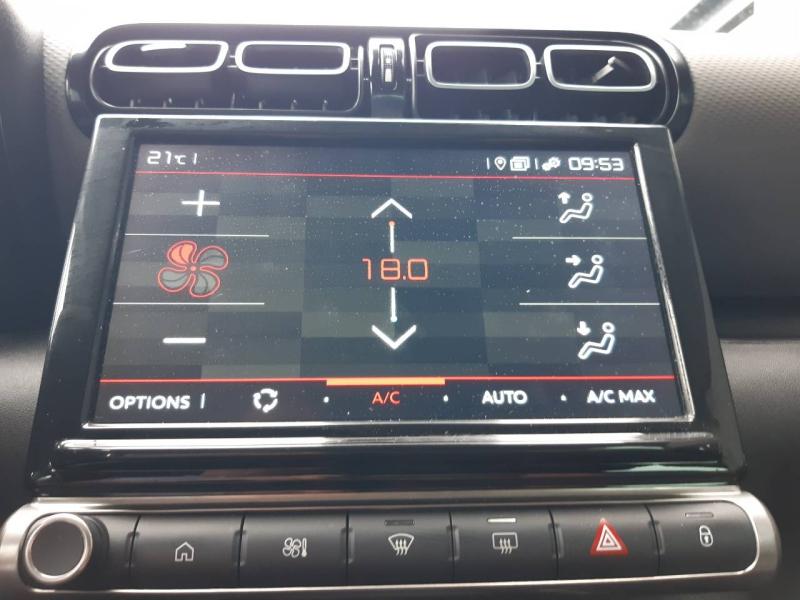 21°C
09:53
18.0
OPTIONS
A/C
AUTO
A/C MAX